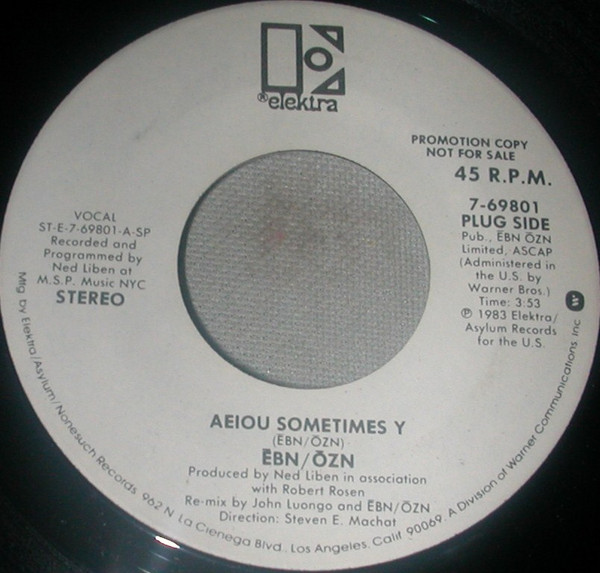 ®elektra
PROMOTION COPY
NOT FOR SALE
45 R.P.M.
7-69801
PLUG SIDE
Pub., ĒBN ŌZN
Limited, ASCAP
(Administered in
the U.S. by
Warner Bros.)
Time: 3:53
℗ 1983 Elektra/
Asylum Records
for the U.S.
VOCAL
ST-E-7-69801-A-SP
Recorded and
Programmed by
Ned Liben at
M.S.P. Music NYC
STEREO
AEIOU SOMETIMES Y
(ĒBN/ŌZN)
ĒBN/ŌZN
Produced by Ned Liben in association
with Robert Rosen
Re-mix by John Luongo and ĒBN/ŌZN
Direction: Steven E. Machat
Mfg by Elektra/Asylum/Nonesuch Records 962 N La Cienega Blvd., Los Angeles, Calif. 90069 A Division of Warner Communications Inc